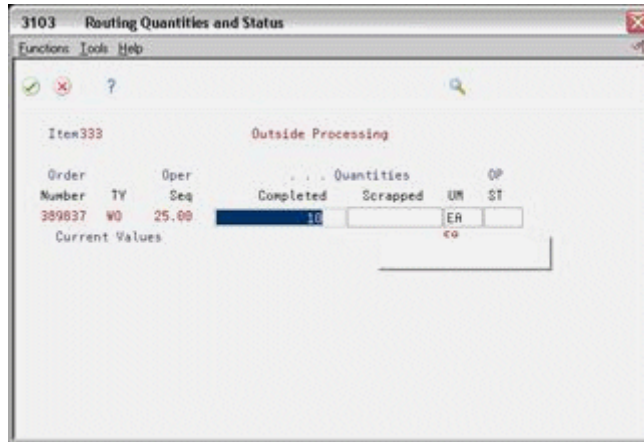 3103 Routing Quantities and Status
Functions Tools Help
?
Item333 Outside Processing
Order Oper . . . Quantities OP
Number TY Seq Completed Scrapped UM ST
389837 WO 25.00 10 EA
Current Values EA